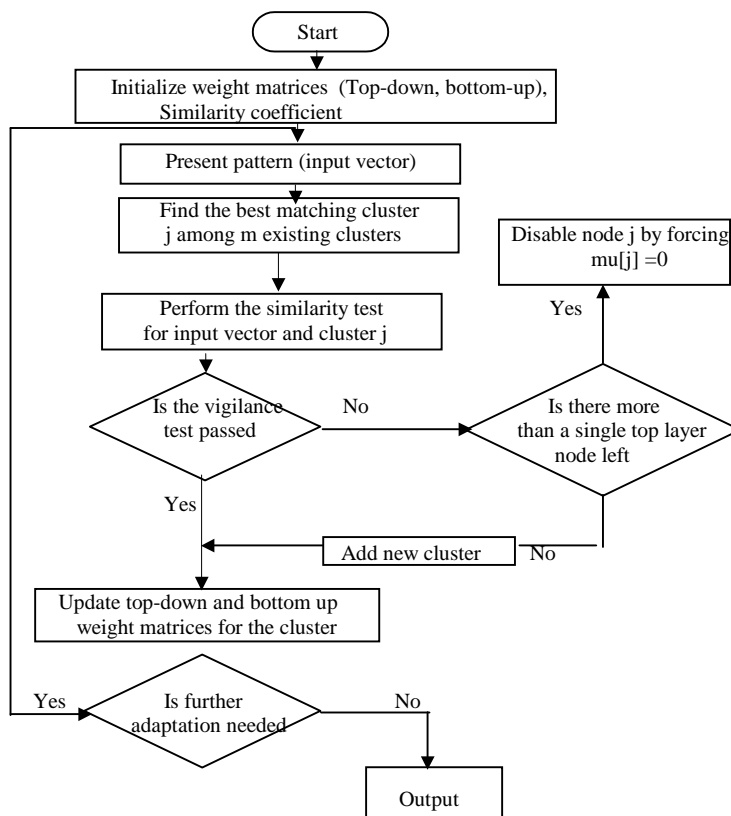 Start
Initialize weight matrices (Top-down, bottom-up),
Similarity coefficient
Present pattern (input vector)
Find the best matching cluster
j among m existing clusters
Disable node j by forcing
mu[j] =0
Perform the similarity test
for input vector and cluster j
Yes
Is the vigilance
test passed
No
Is there more
than a single top layer
node left
Yes
Add new cluster
No
Update top-down and bottom up
weight matrices for the cluster
Yes
Is further
adaptation needed
No
Output